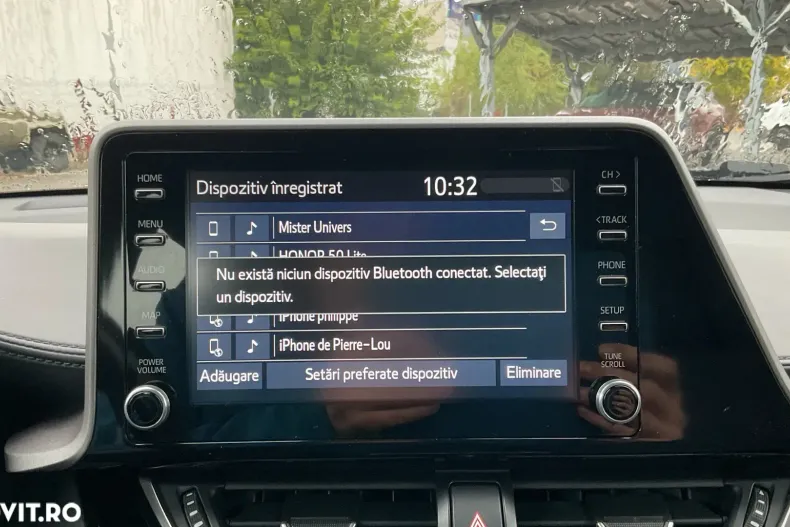 HOME
MENU
AUDIO
MAP
POWER
VOLUME
Dispozitiv înregistrat 10:32
Mister Univers
HONOR 50 Lite
Nu există niciun dispozitiv Bluetooth conectat. Selectați
un dispozitiv.
iPhone philippe
iPhone de Pierre-Lou
Adăugare Setări preferate dispozitiv Eliminare
CH >
< TRACK
PHONE
SETUP
TUNE
SCROLL
VIT.RO